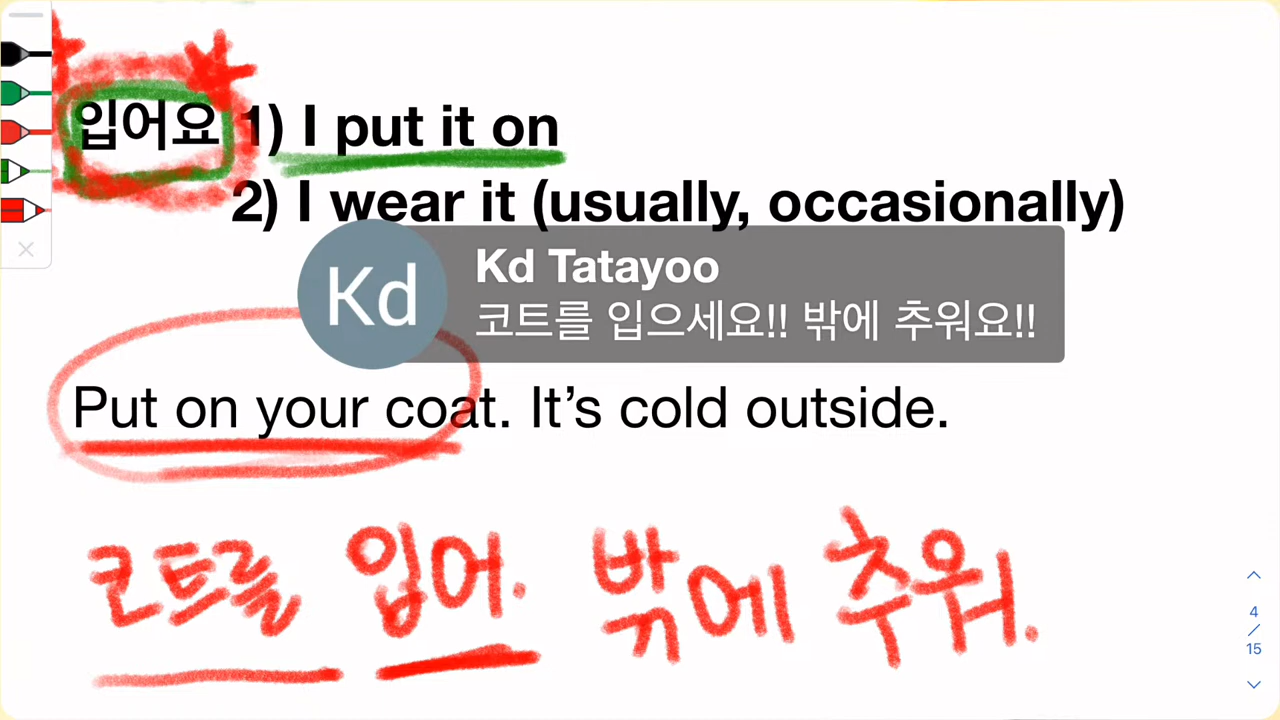 입어요 1) I put it on
2) I wear it (usually, occasionally)
Kd
Kd Tatayoo
코트를 입으세요!! 밖에 추워요!!
Put on your coat. It’s cold outside.
코트를 입어. 밖에 추워.
4
/
15